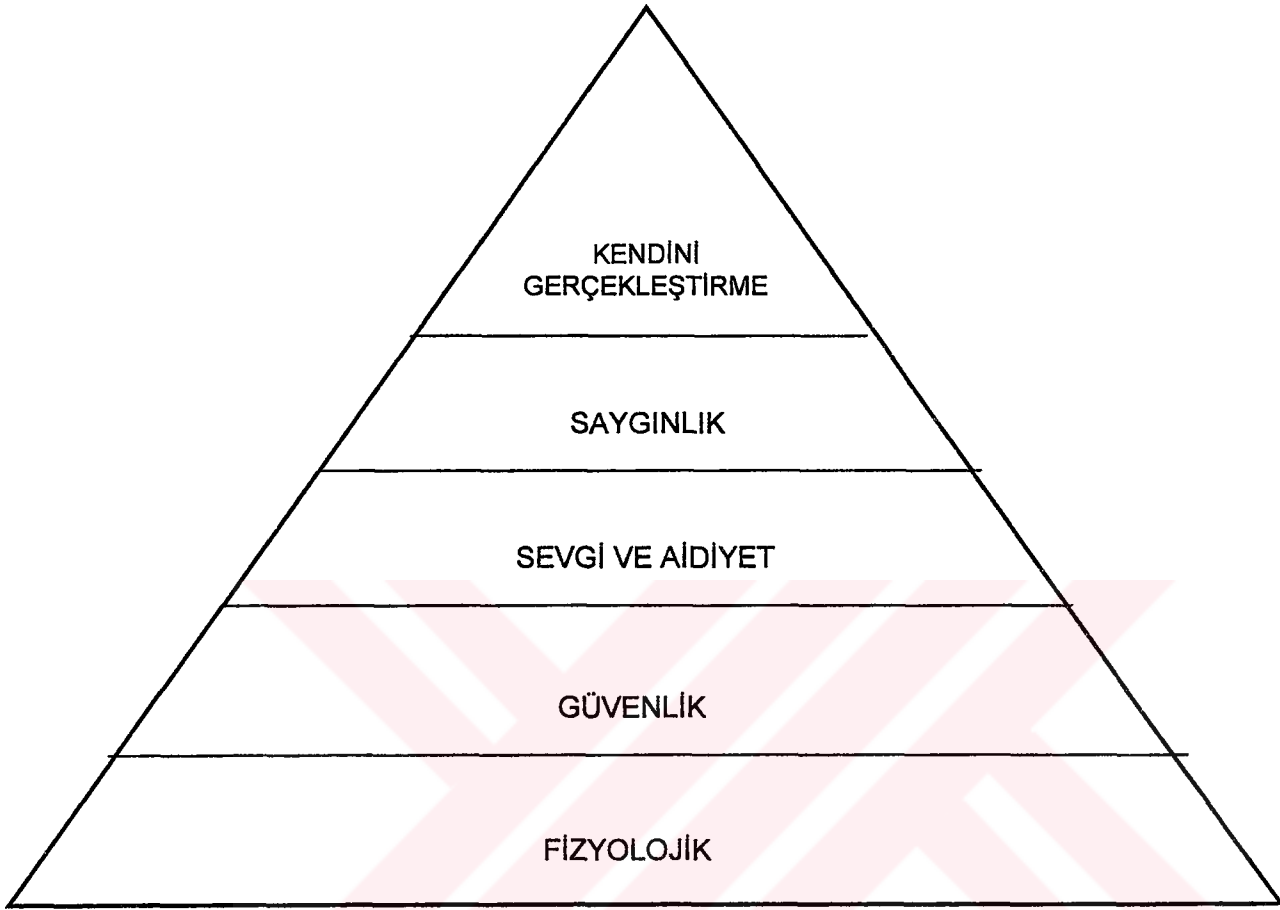 KENDİNİ
GERÇEKLEŞTİRME
SAYGINLIK
SEVGİ VE AİDİYET
GÜVENLİK
FİZYOLOJİK